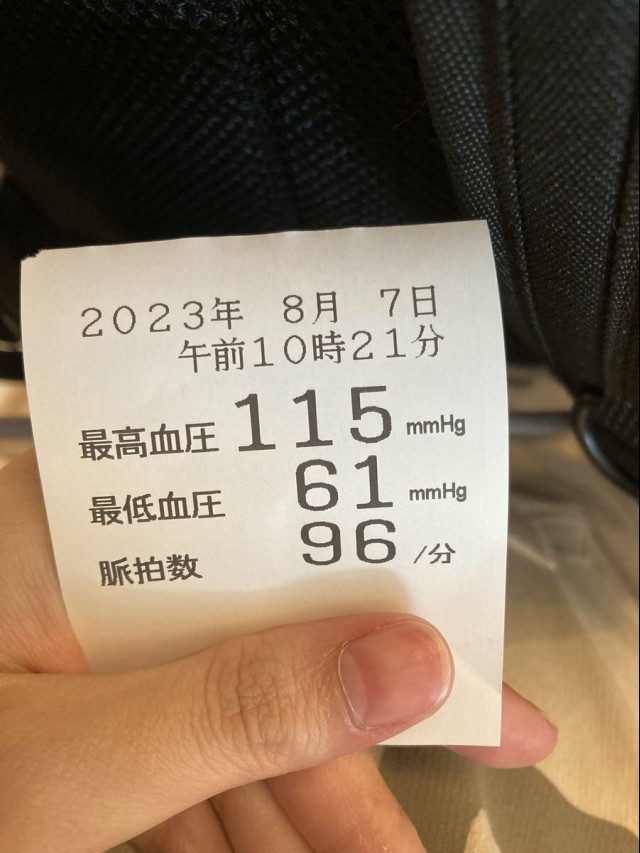 2023年 8月 7日
午前10時21分
最高血圧 115 mmHg
最低血圧 61 mmHg
脈拍数 96 /分